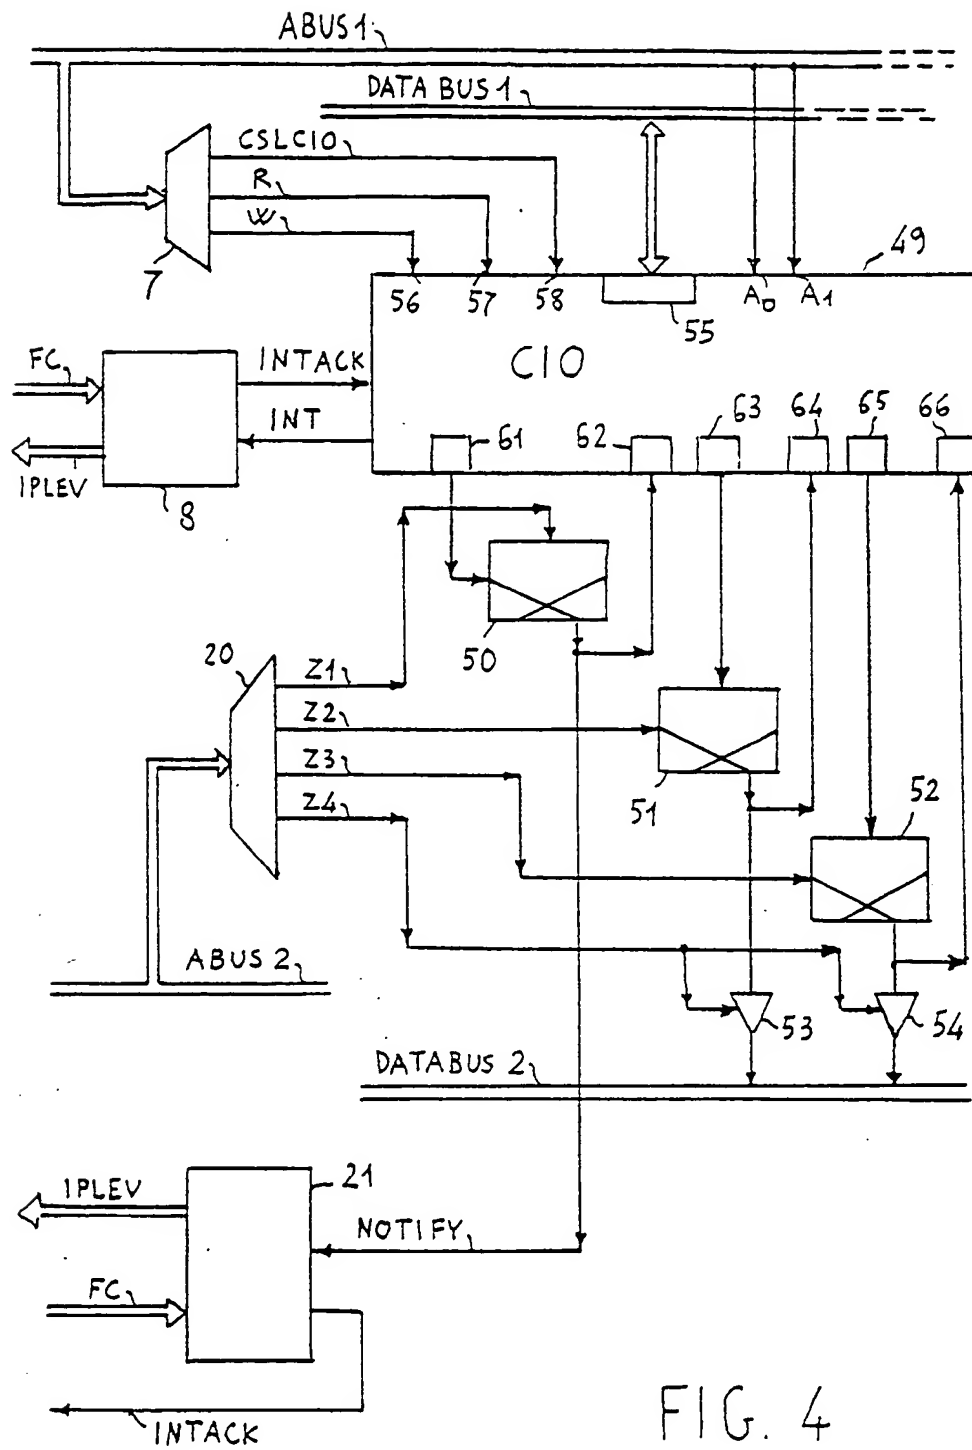 ABUS 1
DATA BUS 1
CSLCIO
R
W
7
49
56
57
58
55
A0
A1
CIO
FC
INTACK
INT
IPLEV
8
61
62
63
64
65
66
50
20
Z1
Z2
Z3
Z4
51
52
ABUS 2
53
54
DATABUS 2
IPLEV
21
NOTIFY
FC
INTACK
FIG. 4